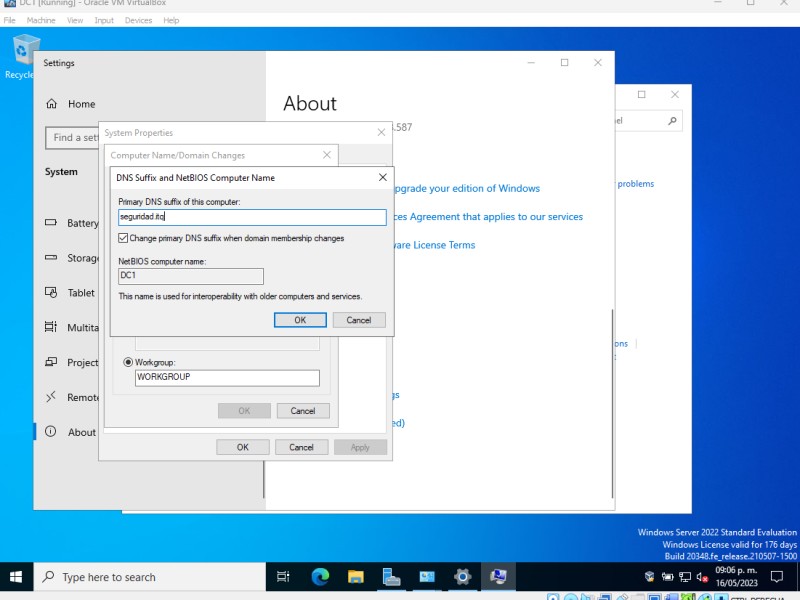 DC1 [Running] - Oracle VM VirtualBox
File Machine View Input Devices Help
Recycle
Settings
Home
Find a sett
System
Battery
Storag
Tablet
Multita
Project
Remot
About
About
.587
pgrade your edition of Windows
ces Agreement that applies to our services
ware License Terms
gs
ed)
el
problems
ons
System Properties
Computer Name/Domain Changes
DNS Suffix and NetBIOS Computer Name
Primary DNS suffix of this computer:
seguridad.itq
Change primary DNS suffix when domain membership changes
NetBIOS computer name:
DC1
This name is used for interoperability with older computers and services.
OK Cancel
Workgroup:
WORKGROUP
OK Cancel
OK Cancel Apply
Windows Server 2022 Standard Evaluation
Windows License valid for 176 days
Build 20348.fe_release.210507-1500
Type here to search
09:06 p. m.
16/05/2023
CTRL DERECHA